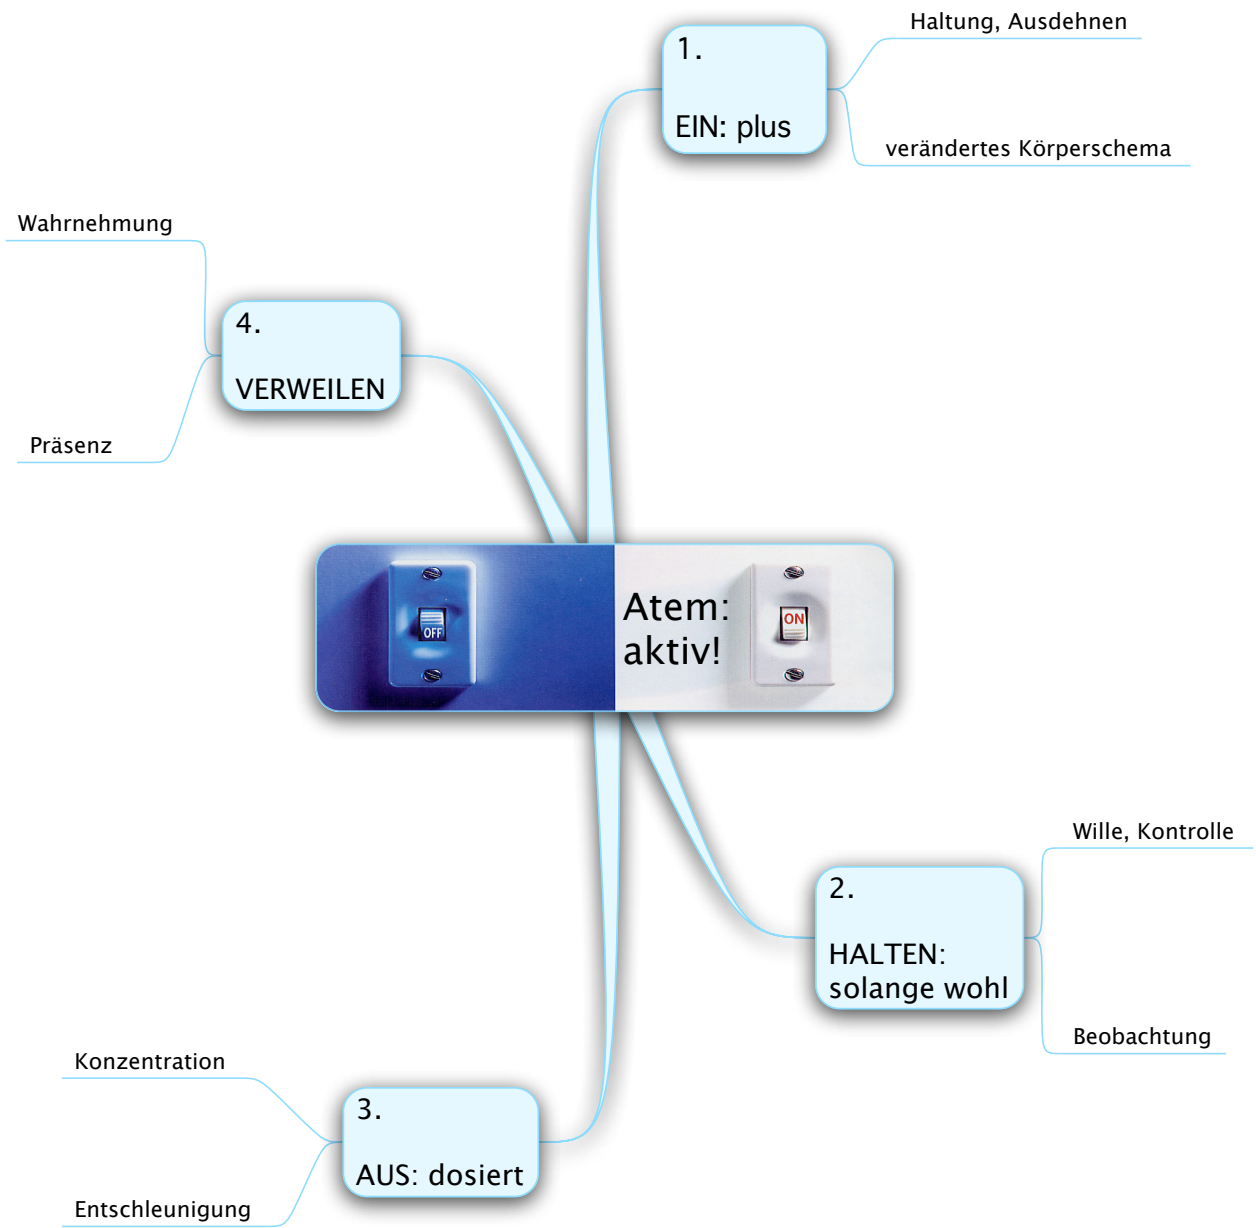 1.
EIN: plus
Haltung, Ausdehnen
verändertes Körperschema
Wahrnehmung
4.
VERWEILEN
Präsenz
OFF
Atem:
aktiv!
ON
2.
HALTEN:
solange wohl
Wille, Kontrolle
Beobachtung
Konzentration
3.
AUS: dosiert
Entschleunigung